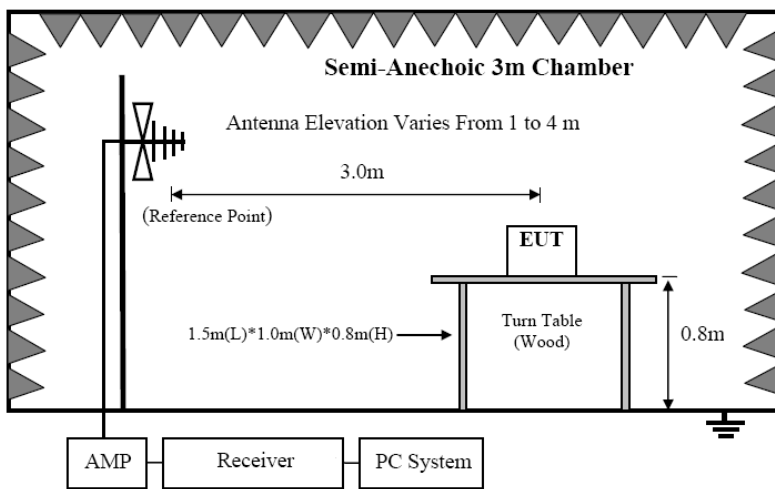 Semi-Anechoic 3m Chamber
Antenna Elevation Varies From 1 to 4 m
3.0m
(Reference Point)
EUT
1.5m(L)*1.0m(W)*0.8m(H)
Turn Table
(Wood)
0.8m
AMP
Receiver
PC System